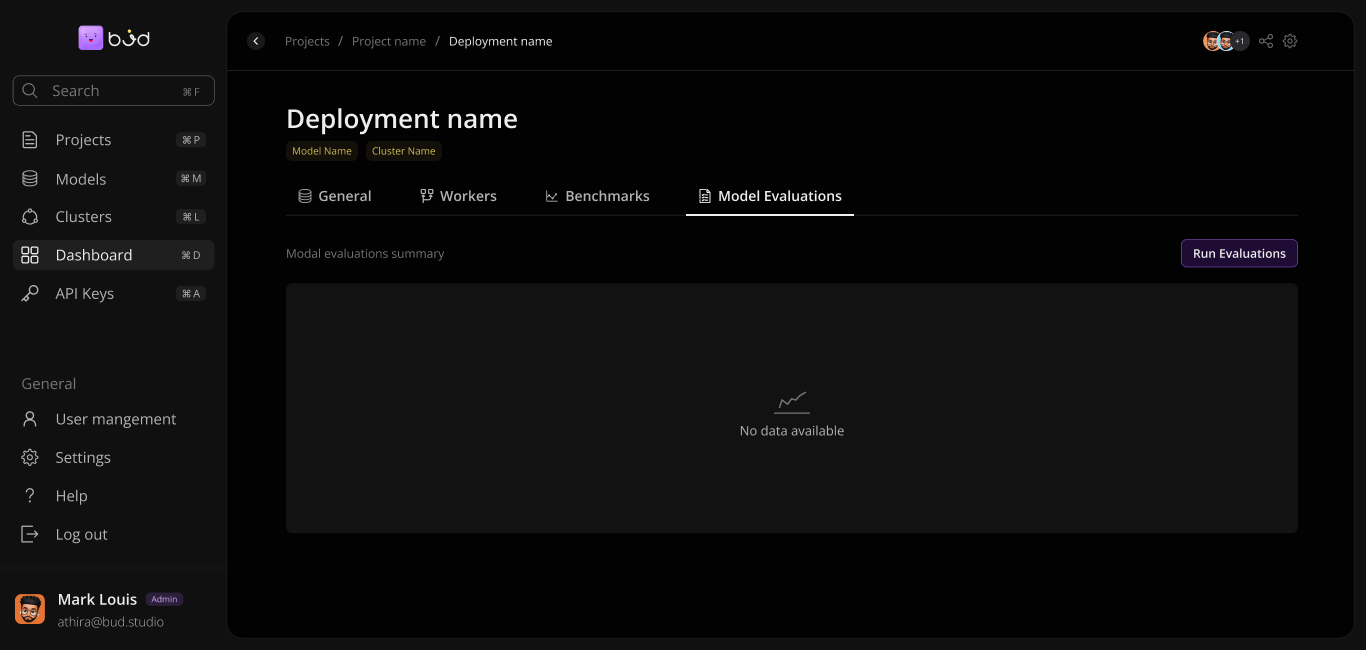 bud
Search ⌘ F
Projects ⌘ P
Models ⌘ M
Clusters ⌘ L
Dashboard ⌘ D
API Keys ⌘ A
General
User mangement
Settings
? Help
Log out
Mark Louis Admin
athira@bud.studio
Projects / Project name / Deployment name
+1
Deployment name
Model Name Cluster Name
General Workers Benchmarks Model Evaluations
Modal evaluations summary Run Evaluations
No data available